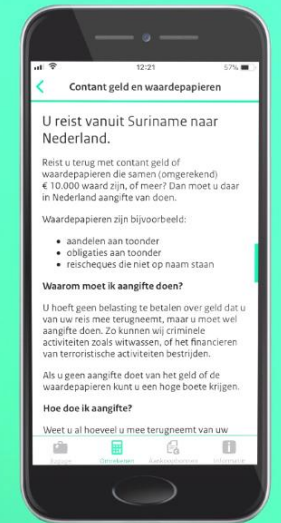 12:21
57%
Contant geld en waardepapieren
U reist vanuit Suriname naar
Nederland.
Reist u terug met contant geld of
waardepapieren die samen (omgerekend)
€ 10.000 waard zijn, of meer? Dan moet u daar
in Nederland aangifte van doen.
Waardepapieren zijn bijvoorbeeld:
• aandelen aan toonder
• obligaties aan toonder
• reischeques die niet op naam staan
Waarom moet ik aangifte doen?
U hoeft geen belasting te betalen over geld dat u
van uw reis mee terugneemt, maar u moet wel
aangifte doen. Zo kunnen wij criminele
activiteiten zoals witwassen, of het financieren
van terroristische activiteiten bestrijden.
Als u geen aangifte doet van het geld of de
waardepapieren kunt u een hoge boete krijgen.
Hoe doe ik aangifte?
Weet u al hoeveel u mee terugneemt van uw
Bagage Omrekenen Aankoopbonnen Informatie